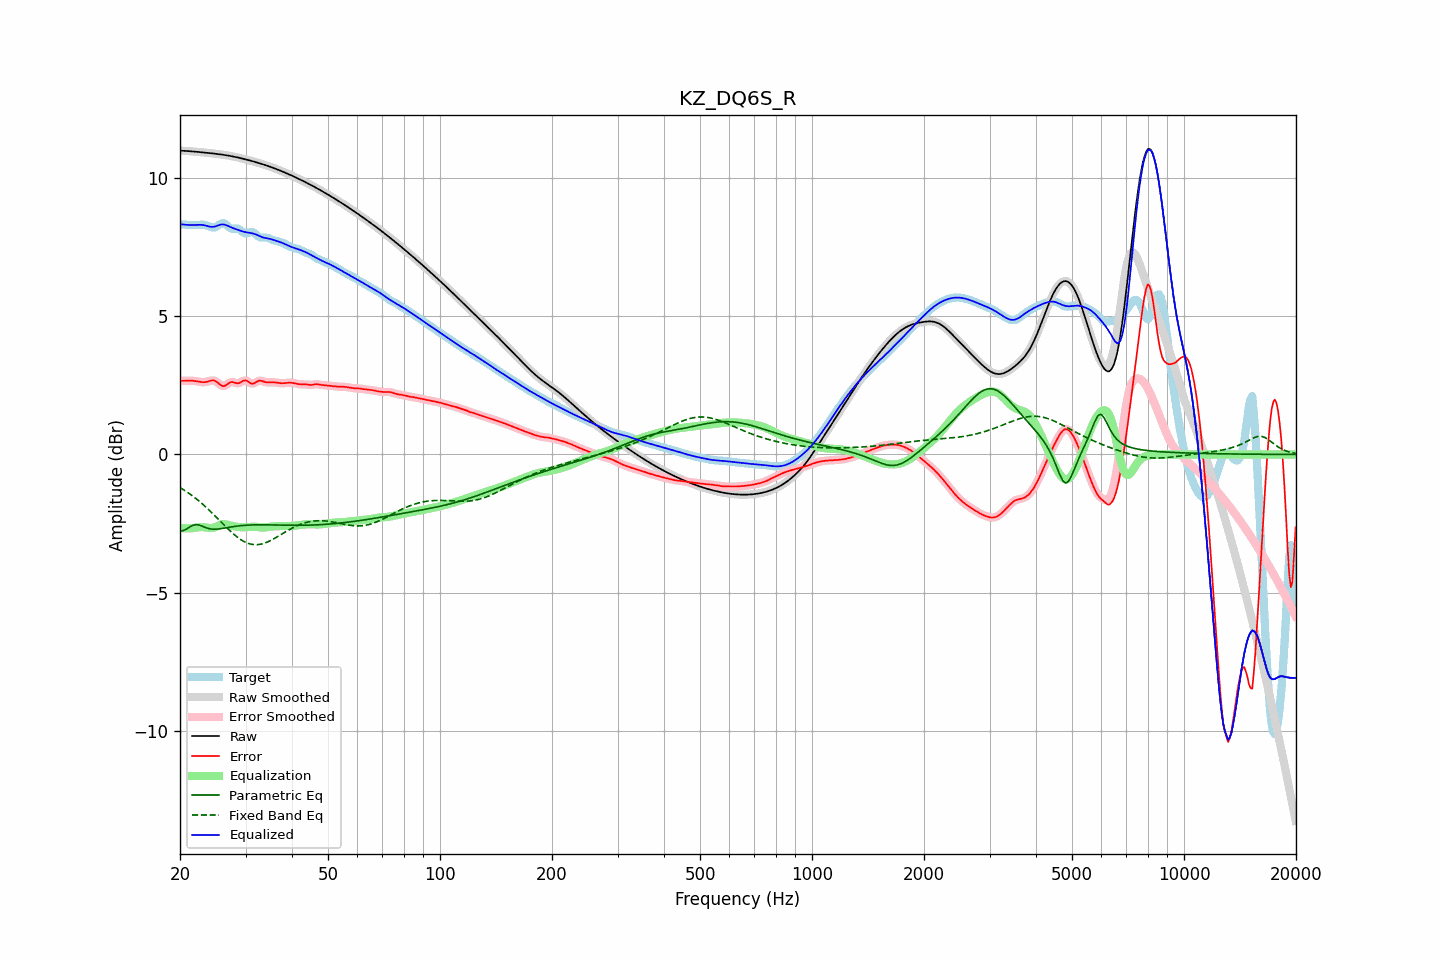 KZ_DQ6S_R
Amplitude (dBr)
10
5
0
−5
−10
Target
Raw Smoothed
Error Smoothed
Raw
Error
Equalization
Parametric Eq
Fixed Band Eq
Equalized
20 50 100 200 500 1000 2000 5000 10000 20000
Frequency (Hz)